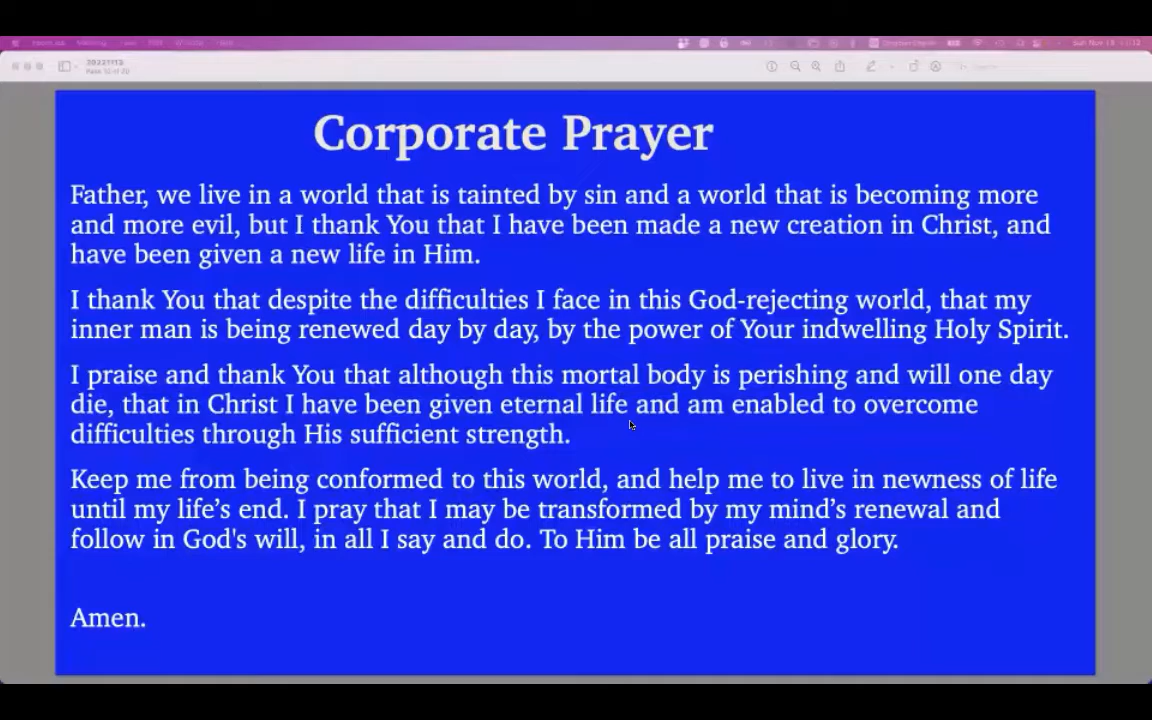 20221113
Page 12 of 20
Corporate Prayer
Father, we live in a world that is tainted by sin and a world that is becoming more
and more evil, but I thank You that I have been made a new creation in Christ, and
have been given a new life in Him.
I thank You that despite the difficulties I face in this God-rejecting world, that my
inner man is being renewed day by day, by the power of Your indwelling Holy Spirit.
I praise and thank You that although this mortal body is perishing and will one day
die, that in Christ I have been given eternal life and am enabled to overcome
difficulties through His sufficient strength.
Keep me from being conformed to this world, and help me to live in newness of life
until my life’s end. I pray that I may be transformed by my mind’s renewal and
follow in God's will, in all I say and do. To Him be all praise and glory.
Amen.